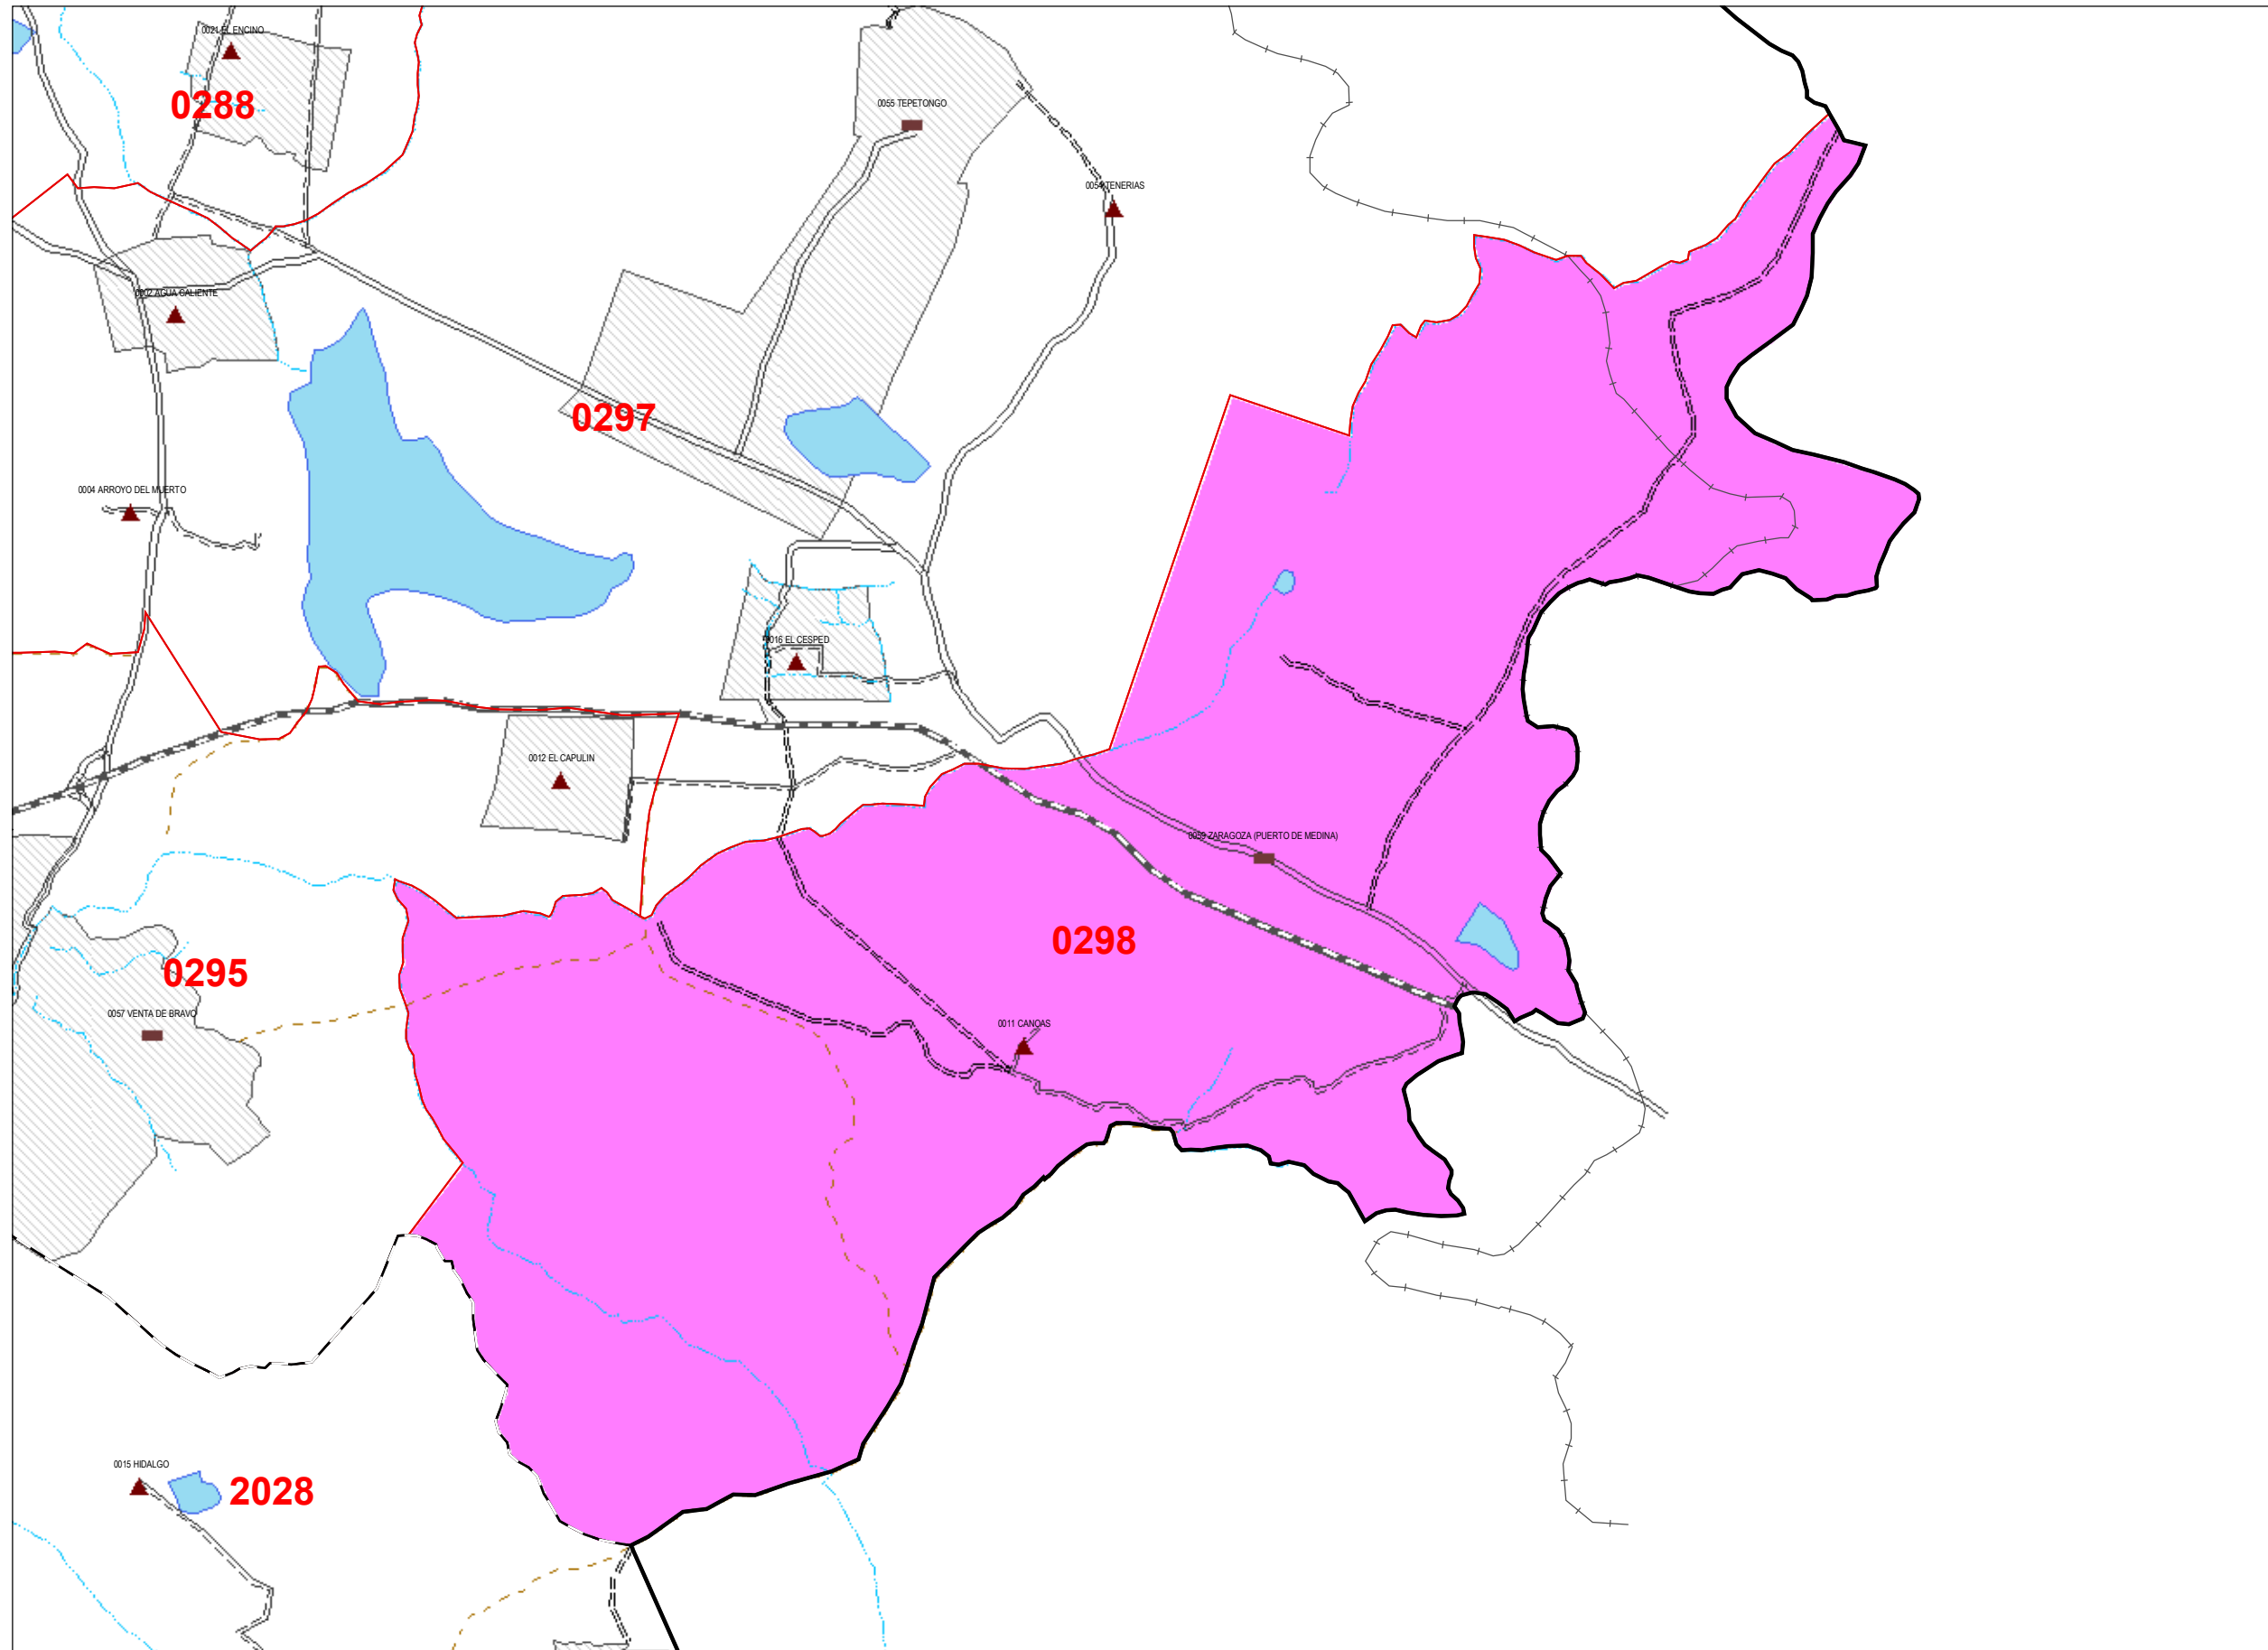 0021 EL ENCINO
0288
0055 TEPETONGO
0054 TENERIAS
0002 AGUA CALIENTE
0297
0004 ARROYO DEL MUERTO
0016 EL CESPED
0012 EL CAPULIN
0059 ZARAGOZA (PUERTO DE MEDINA)
0298
0295
0057 VENTA DE BRAVO
0011 CANOAS
0015 HIDALGO
2028